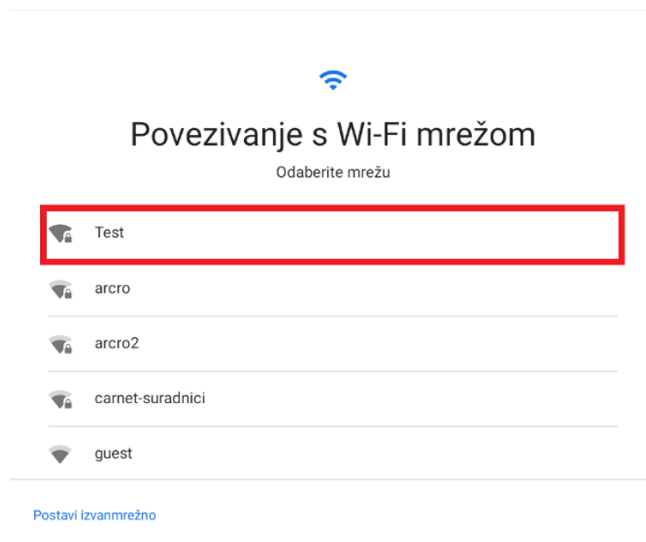 Povezivanje s Wi-Fi mrežom
Odaberite mrežu
Test
arcro
arcro2
carnet-suradnici
guest
Postavi izvanmrežno